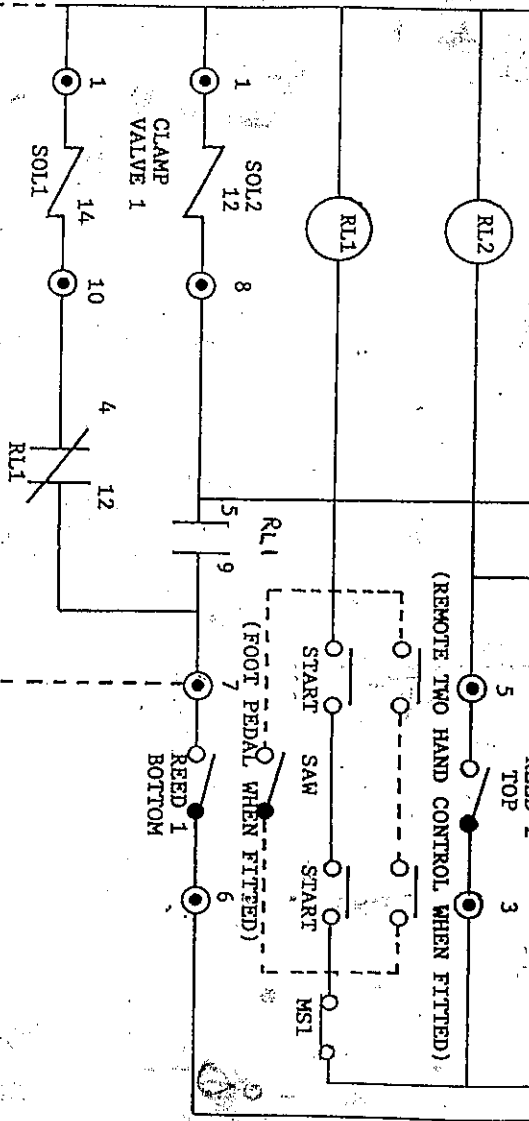 1
SOL1
14
10
4
RL1
12
1
CLAMP
VALVE 1
SOL2
12
8
5
RL1
9
7
REED 1
BOTTOM
6
RL1
START
SAW
START
MS1
(FOOT PEDAL WHEN FITTED)
(REMOTE TWO HAND CONTROL WHEN FITTED)
RL2
5
TOP
3